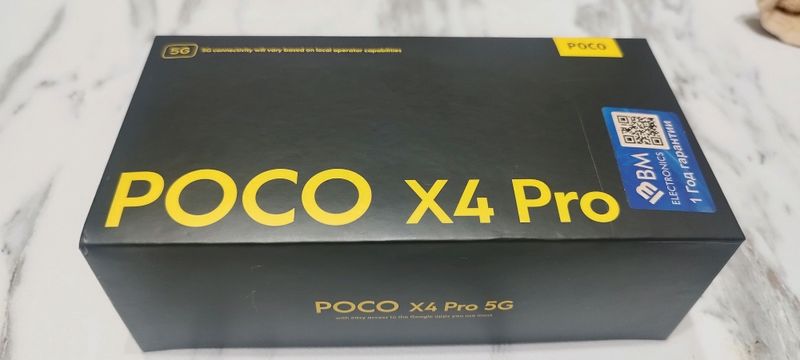 5G
5G connectivity will vary based on local operator capabilities
POCO
POCO X4 Pro
BM
ELECTRONICS
1 Год гарантии
POCO X4 Pro 5G
with easy access to the Google apps you use most